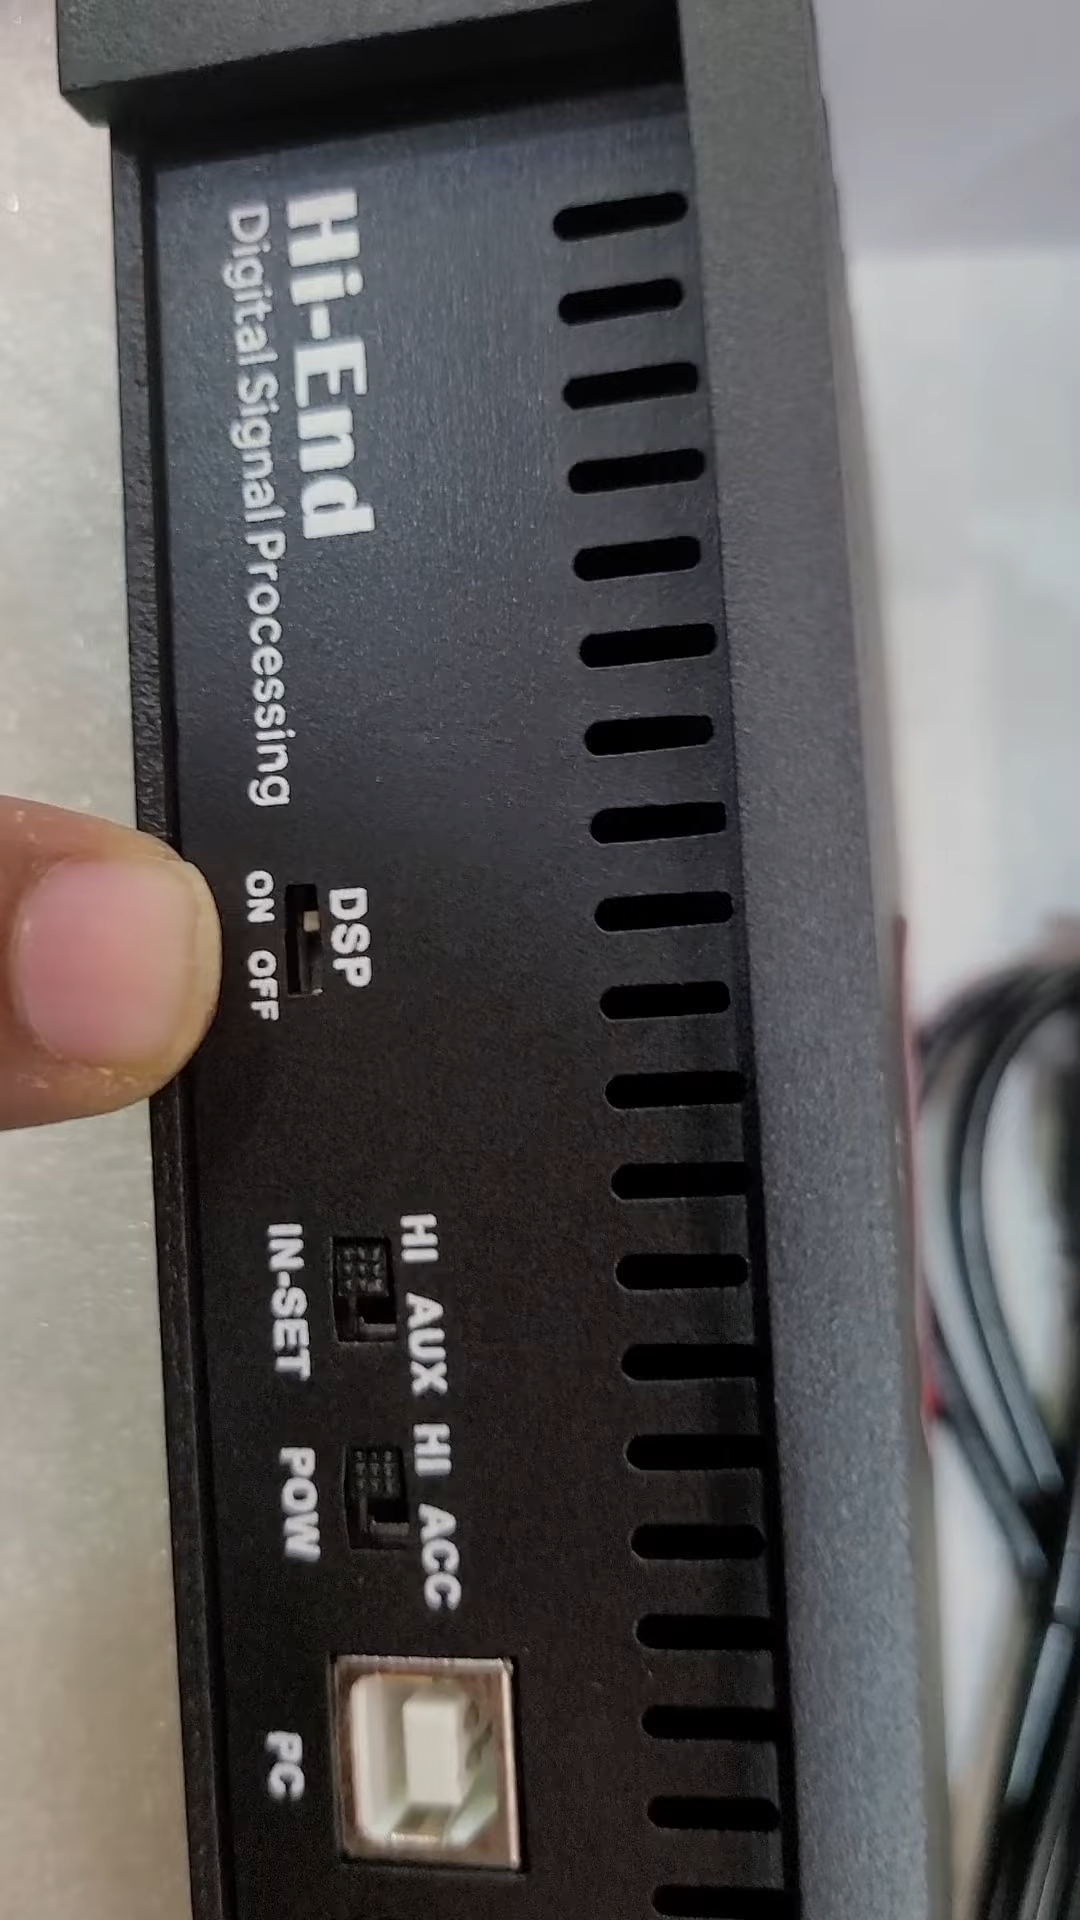 Hi-End
Digital Signal Processing
DSP
ON OFF
HI AUX
IN-SET
HI ACC
POW
PC